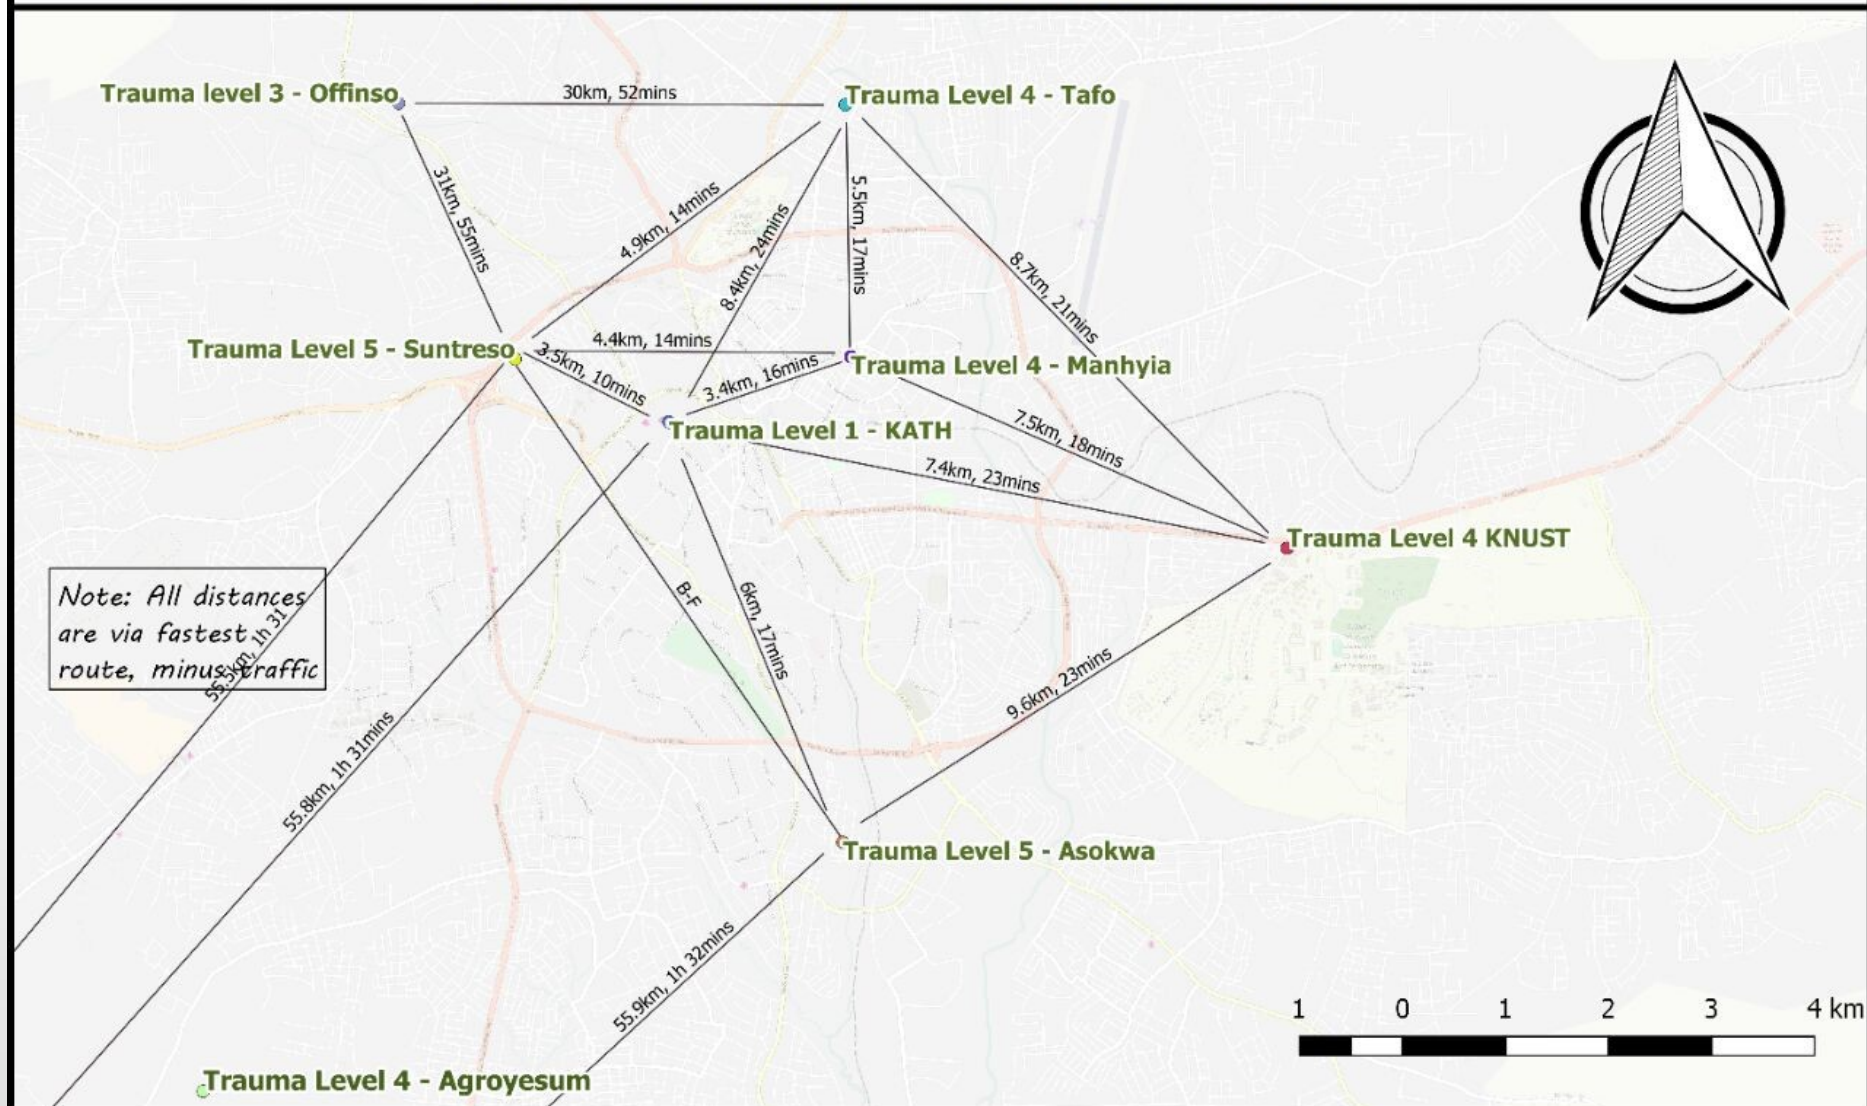 Trauma level 3 - Offinso
30km, 52mins
Trauma Level 4 - Tafo
31km, 55mins
4.9km, 14mins
8.4km, 24mins
5.5km, 17mins
8.7km, 21mins
Trauma Level 5 - Suntreso
4.4km, 14mins
3.5km, 10mins
3.4km, 16mins
Trauma Level 4 - Manhyia
Trauma Level 1 - KATH
7.5km, 18mins
7.4km, 23mins
Trauma Level 4 KNUST
Note: All distances
are via fastest
route, minus traffic
55.5km, 1h 31
B-F
6km, 17mins
9.6km, 23mins
55.8km, 1h 31mins
Trauma Level 5 - Asokwa
55.9km, 1h 32mins
1 0 1 2 3 4 km
Trauma Level 4 - Agroyesum